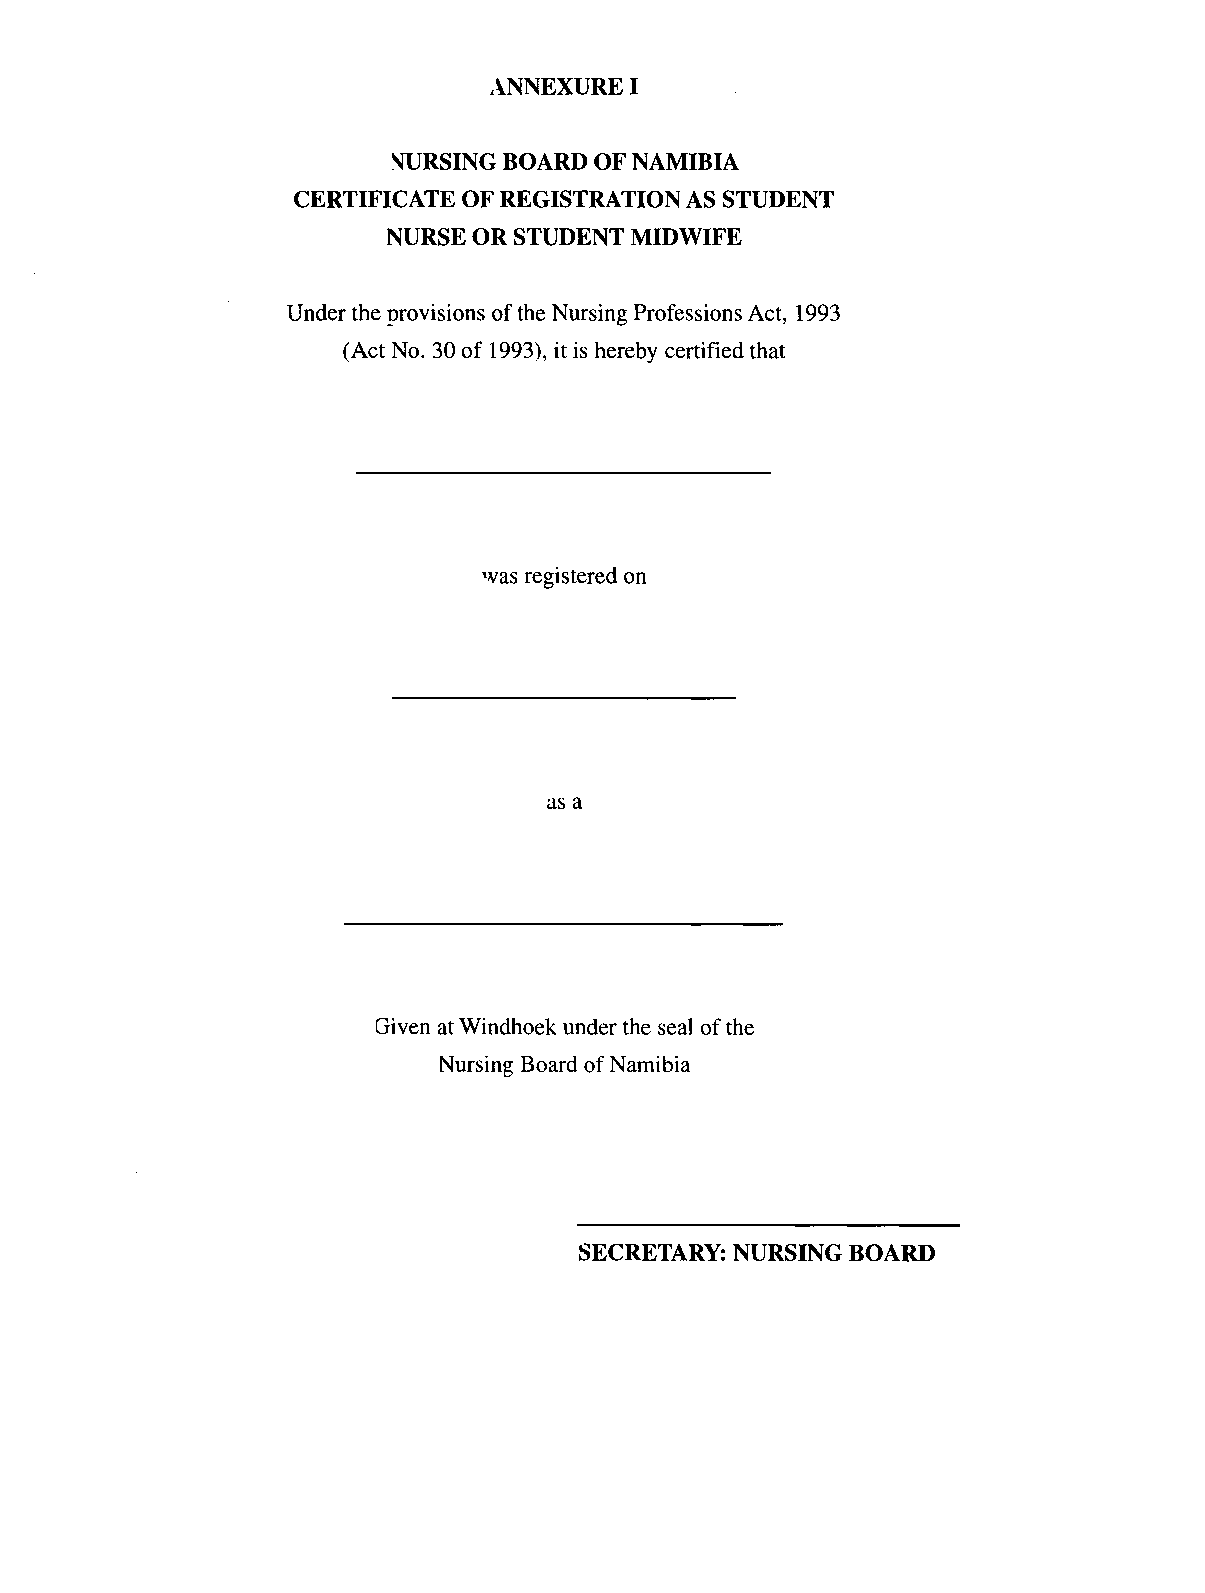 ANNEXURE I
NURSING BOARD OF NAMIBIA
CERTIFICATE OF REGISTRATION AS STUDENT
NURSE OR STUDENT MIDWIFE
Under the provisions of the Nursing Professions Act, 1993
(Act No. 30 of 1993), it is hereby certified that
was registered on
as a
Given at Windhoek under the seal of the
Nursing Board of Namibia
SECRETARY: NURSING BOARD